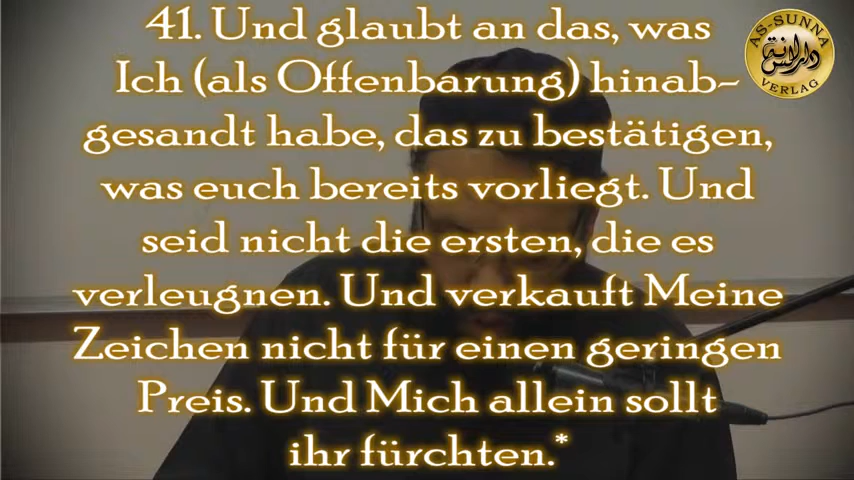 41. Und glaubt an das, was
Ich (als Offenbarung) hinab-
gesandt habe, das zu bestätigen,
was euch bereits vorliegt. Und
seid nicht die ersten, die es
verleugnen. Und verkauft Meine
Zeichen nicht für einen geringen
Preis. Und Mich allein sollt
ihr fürchten.*
AS-SUNNA
VERLAG